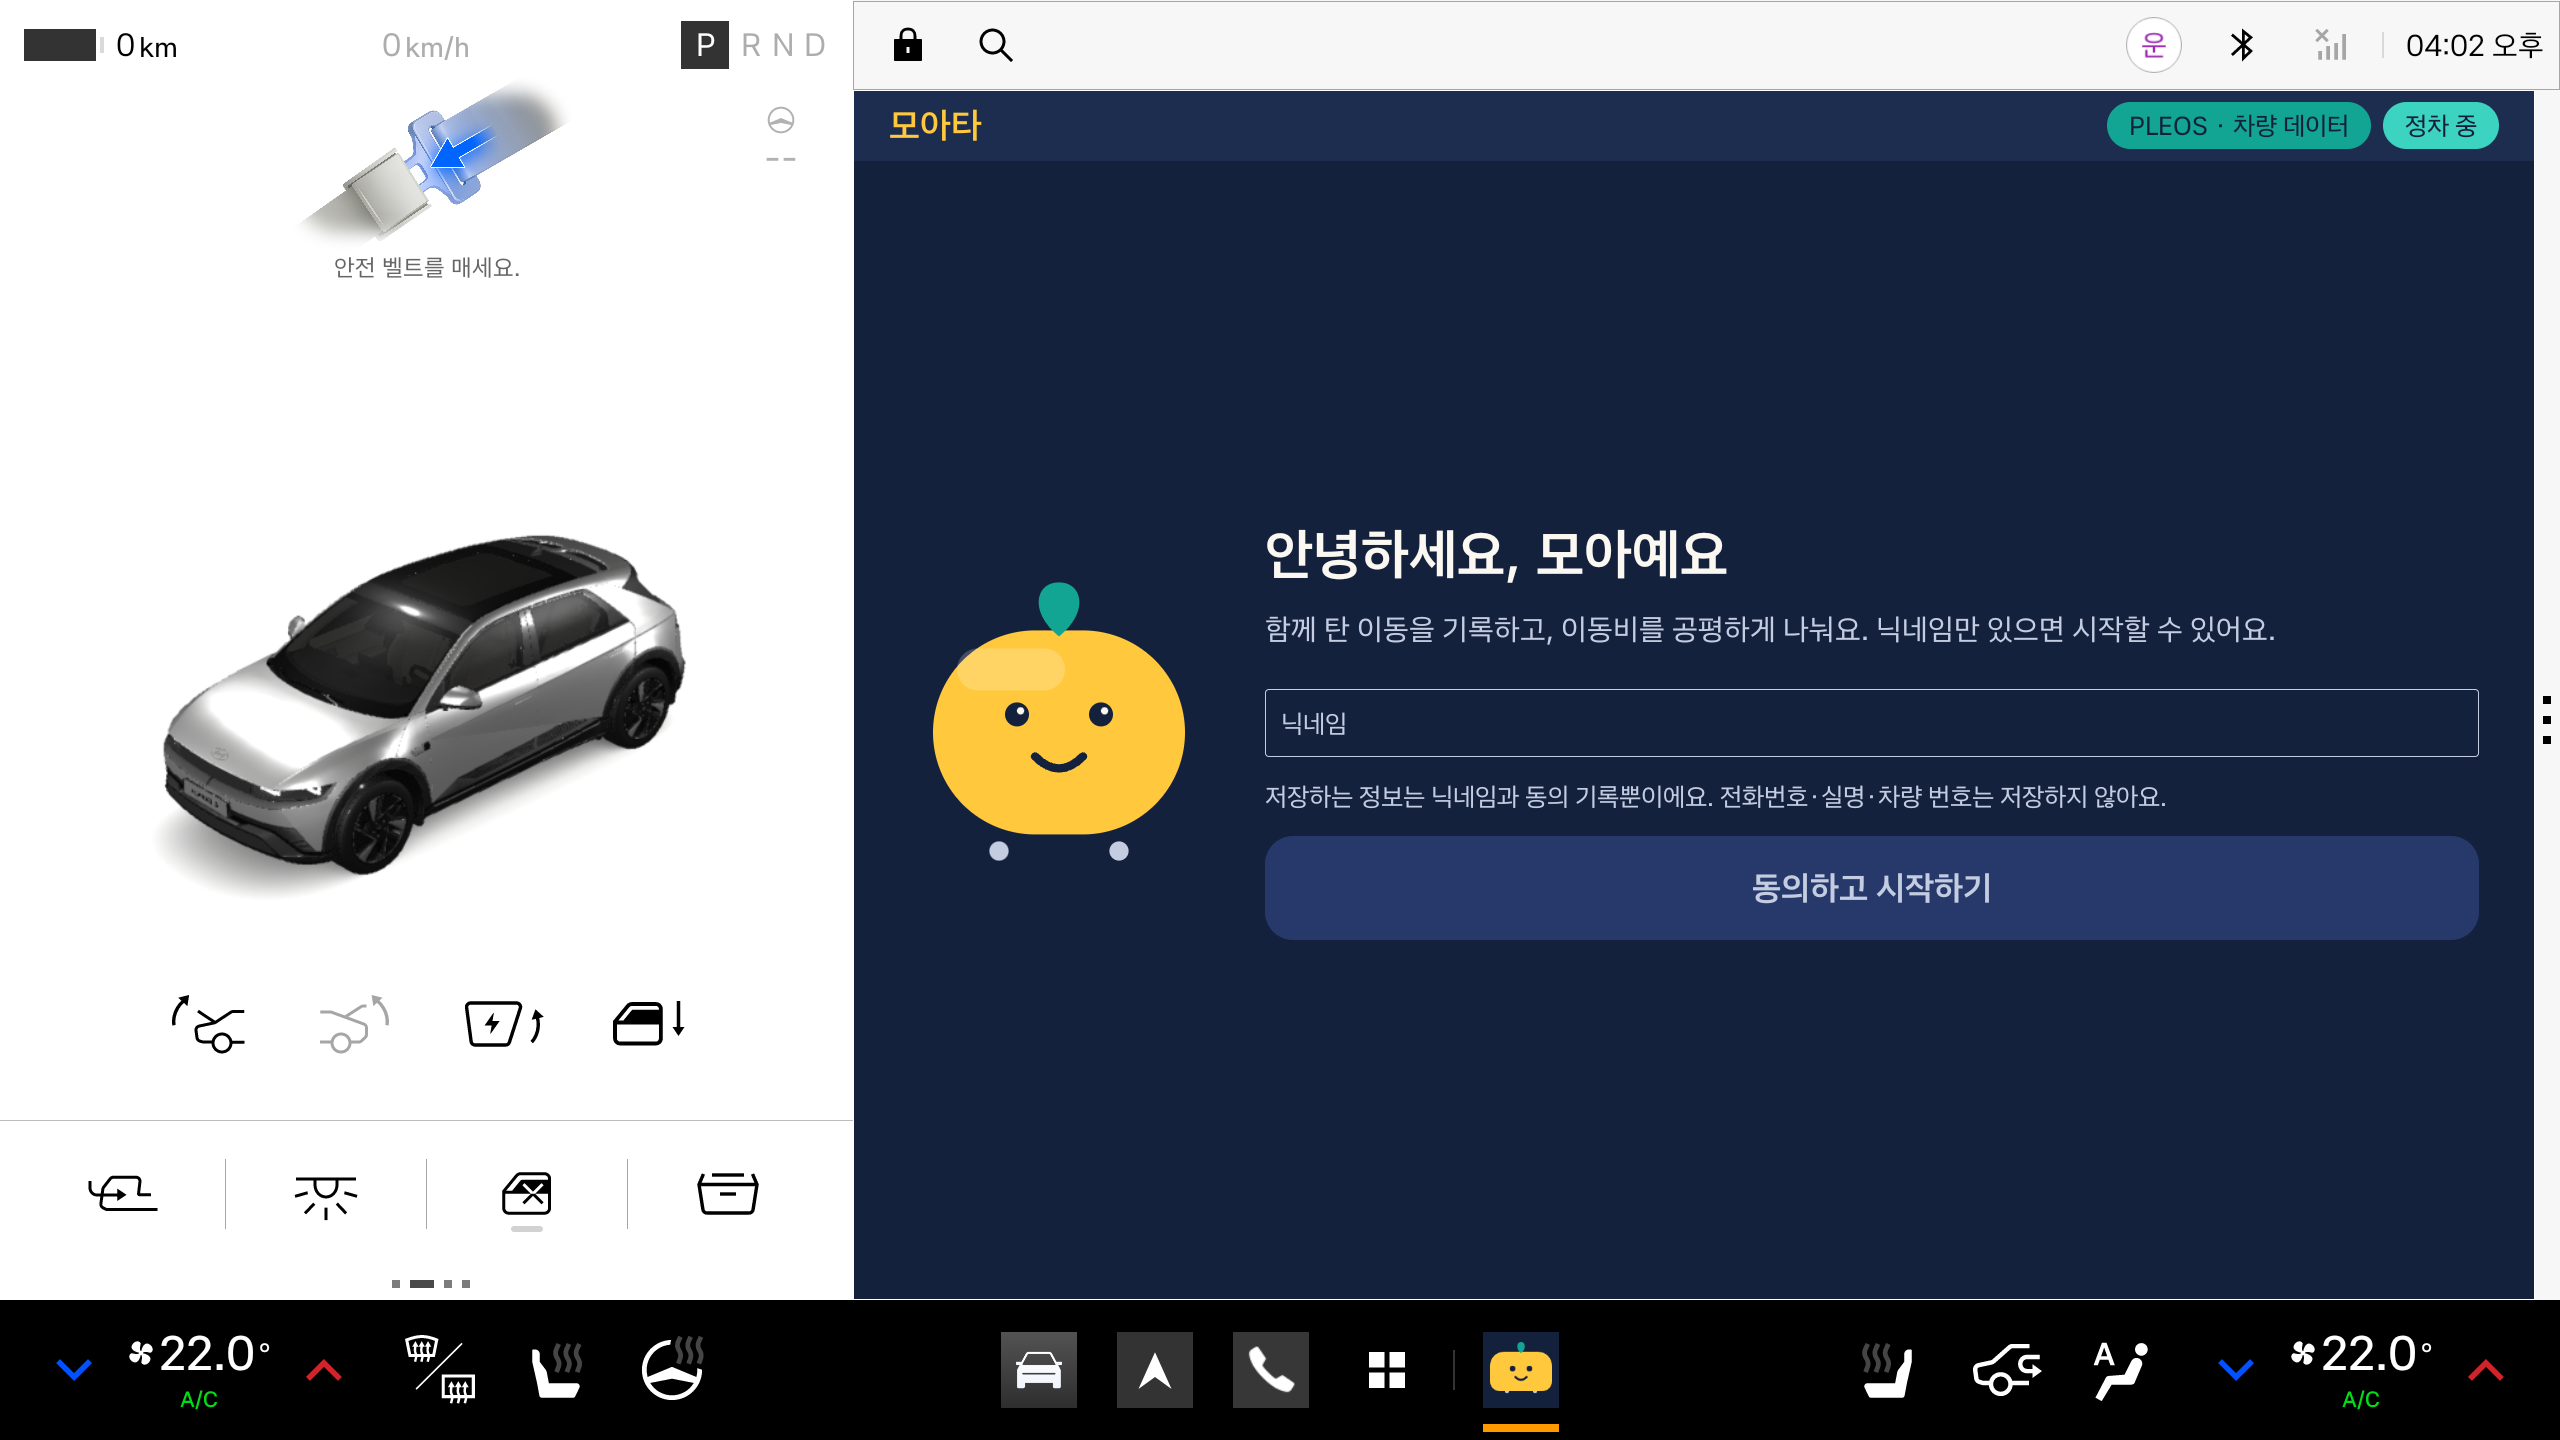 0 km
0 km/h
P R N D
안전 벨트를 매세요.
운
04:02 오후
모아타
PLEOS · 차량 데이터
정차 중
안녕하세요, 모아예요
함께 탄 이동을 기록하고, 이동비를 공평하게 나눠요. 닉네임만 있으면 시작할 수 있어요.
닉네임
저장하는 정보는 닉네임과 동의 기록뿐이에요. 전화번호·실명·차량 번호는 저장하지 않아요.
동의하고 시작하기
22.0°
A/C
A
22.0°
A/C